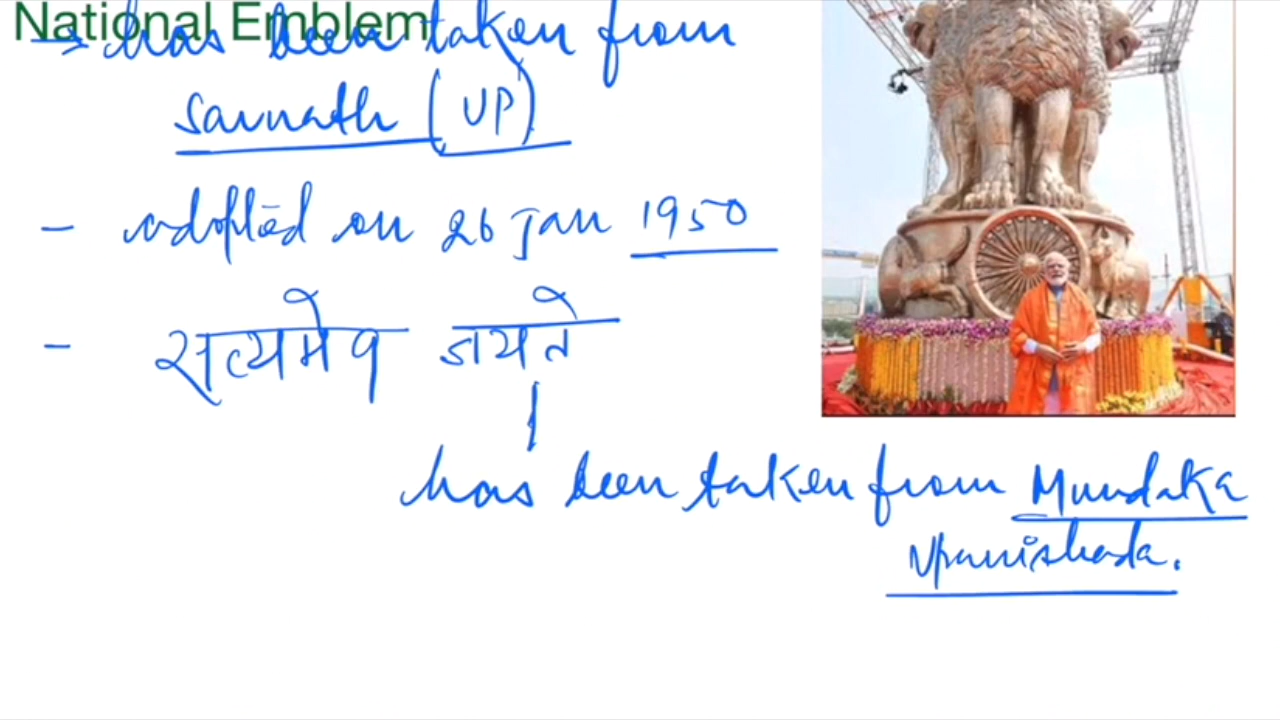 National Emblem
→ has been taken from
Sarnath (UP)
- adopted on 26 Jan 1950
- सत्यमेव जयते
has been taken from Mundaka
Upanishada.